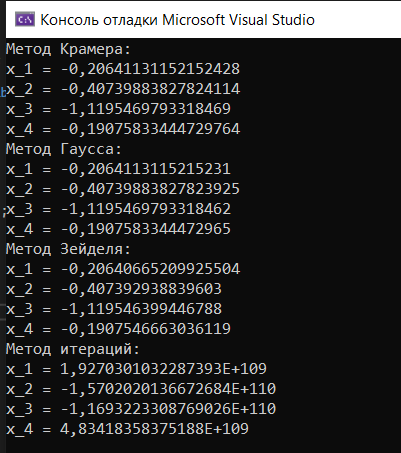 Консоль отладки Microsoft Visual Studio
Метод Крамера:
x_1 = -0,20641131152152428
x_2 = -0,40739883827824114
x_3 = -1,1195469793318469
x_4 = -0,19075833444729764
Метод Гаусса:
x_1 = -0,2064113115215231
x_2 = -0,40739883827823925
x_3 = -1,1195469793318462
x_4 = -0,1907583344472965
Метод Зейделя:
x_1 = -0,20640665209925504
x_2 = -0,407392938839603
x_3 = -1,119546399446788
x_4 = -0,1907546663036119
Метод итераций:
x_1 = 1,9270301032287393E+109
x_2 = -1,5702020136672684E+110
x_3 = -1,1693223308769026E+110
x_4 = 4,83418358375188E+109